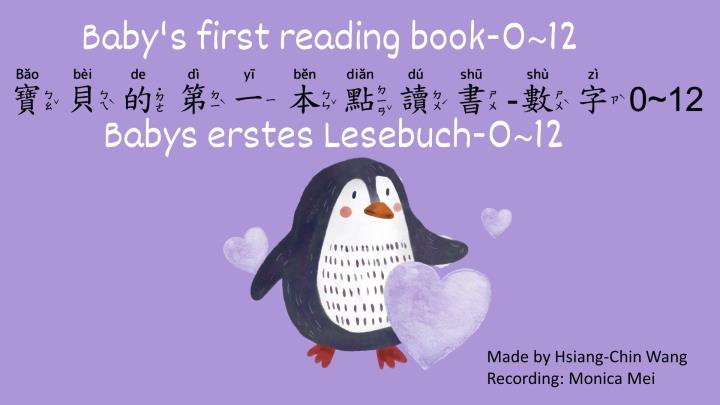 Baby's first reading book-0~12
Bǎo bèi de dì yī běn diǎn dú shū shù zì
寶ㄅㄠˇ貝ㄅㄟˋ的˙ㄉㄜ第ㄉㄧˋ一ㄧ本ㄅㄣˇ點ㄉㄧㄢˇ讀ㄉㄨˊ書ㄕㄨ-數ㄕㄨˋ字ㄗˋ0~12
Babys erstes Lesebuch-0~12
Made by Hsiang-Chin Wang
Recording: Monica Mei